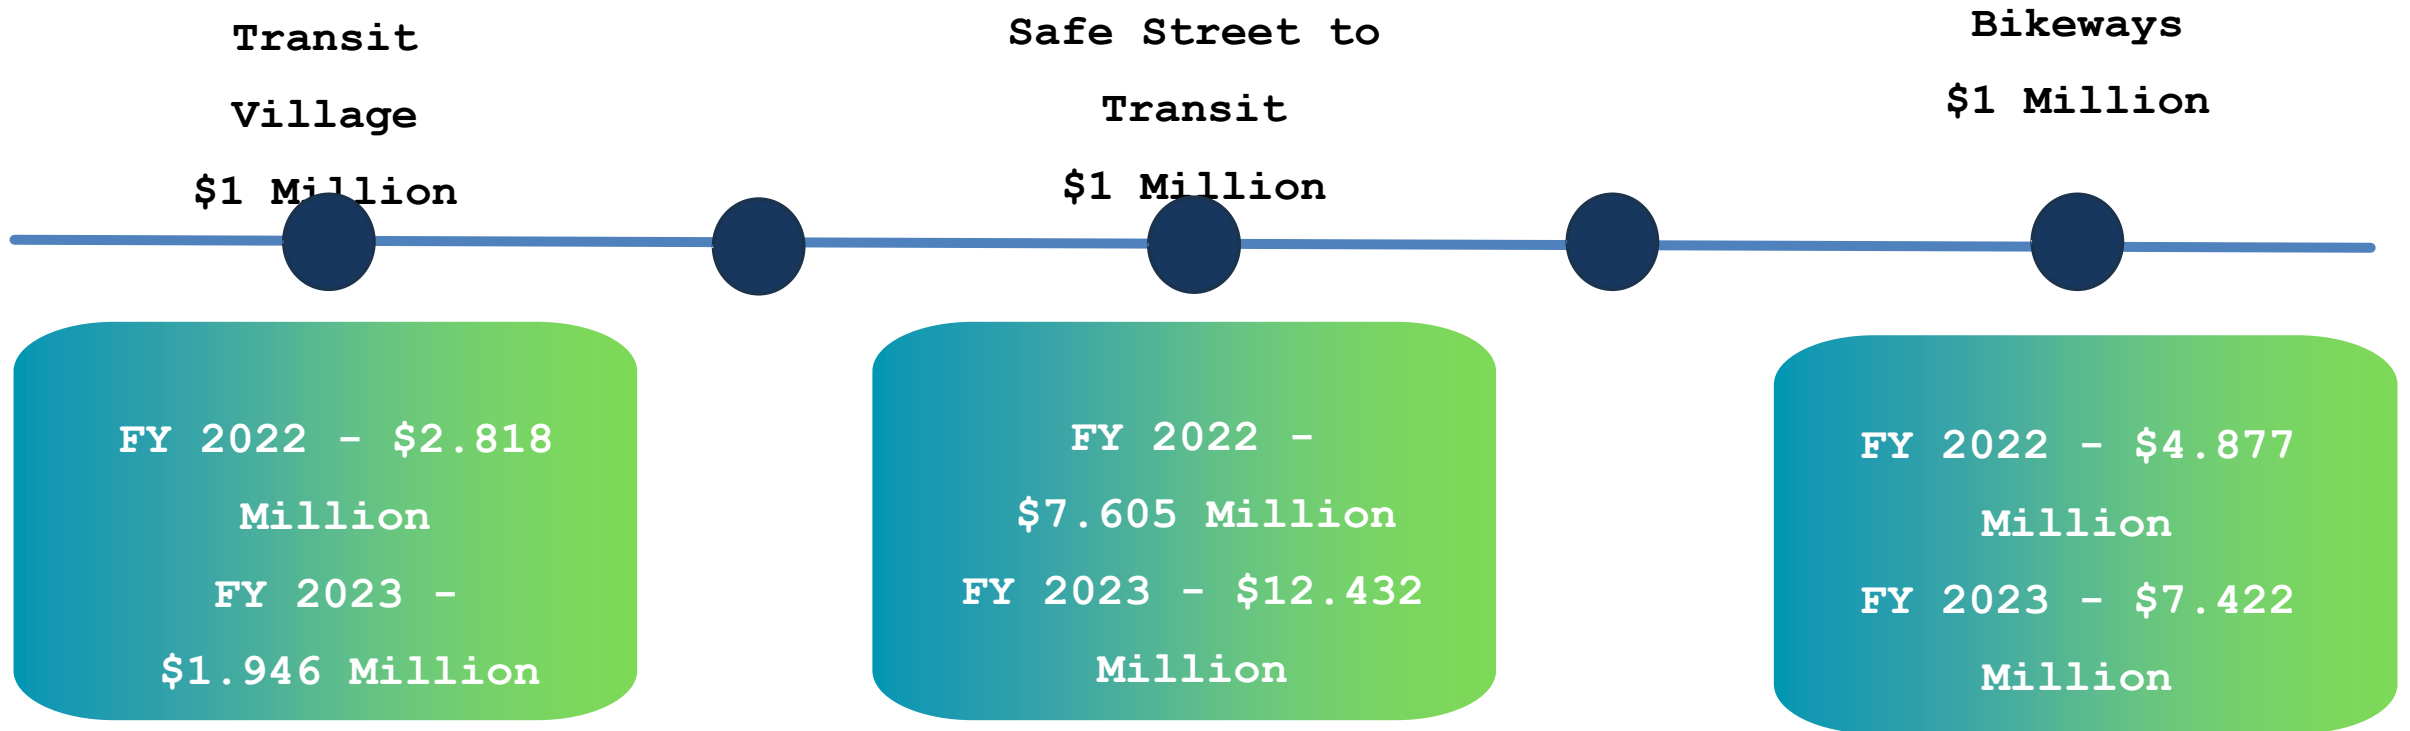 Transit
Village
$1 Million
FY 2022 - $2.818
Million
FY 2023 -
$1.946 Million
Safe Street to
Transit
$1 Million
FY 2022 -
$7.605 Million
FY 2023 - $12.432
Million
Bikeways
$1 Million
FY 2022 - $4.877
Million
FY 2023 - $7.422
Million